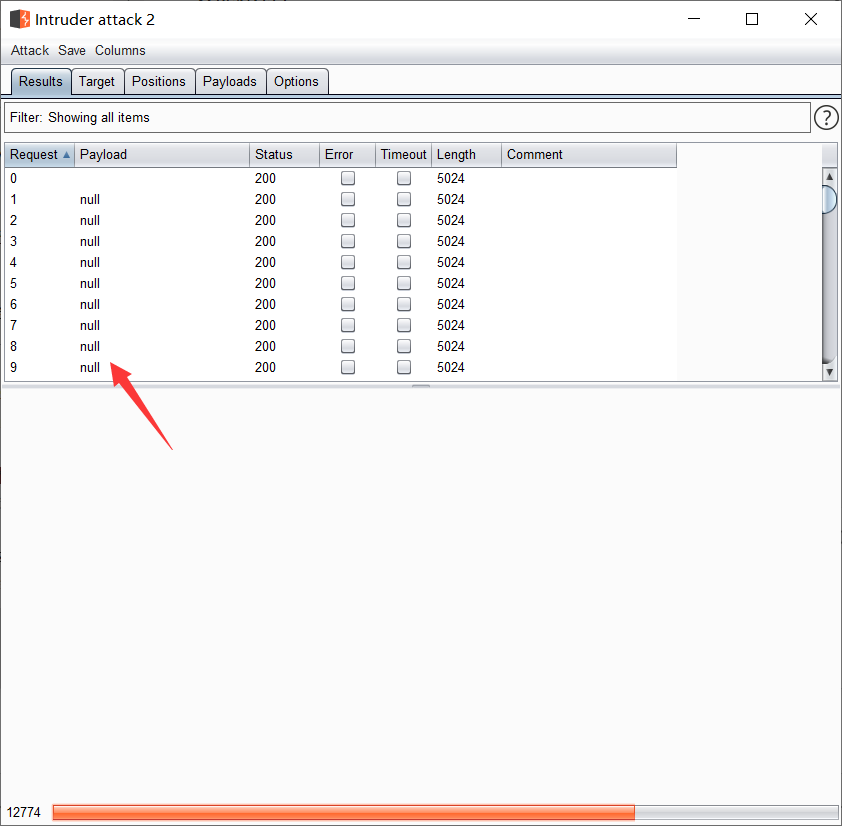 Intruder attack 2
Attack Save Columns
Results Target Positions Payloads Options
Filter: Showing all items ?
Request Payload Status Error Timeout Length Comment
0 200 5024
1 null 200 5024
2 null 200 5024
3 null 200 5024
4 null 200 5024
5 null 200 5024
6 null 200 5024
7 null 200 5024
8 null 200 5024
9 null 200 5024
12774